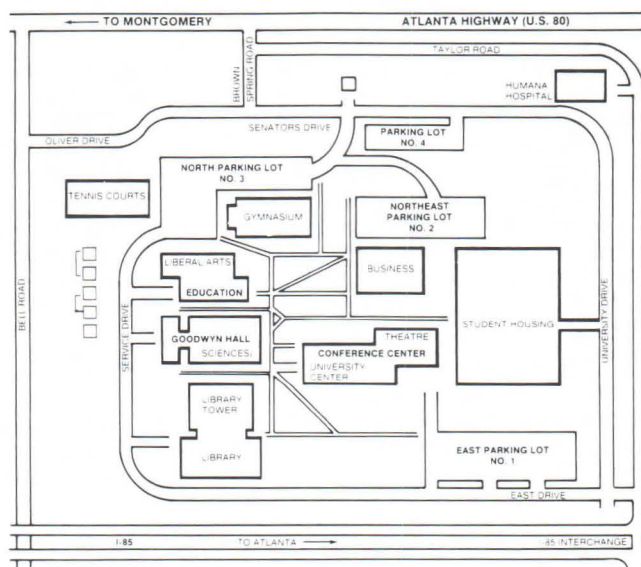 TO MONTGOMERY
ATLANTA HIGHWAY (U.S. 80)
TAYLOR ROAD
BROWN
SPRING ROAD
HUMANA
HOSPITAL
SENATORS DRIVE
PARKING LOT
NO. 4
OLIVER DRIVE
NORTH PARKING LOT
NO. 3
TENNIS COURTS
NORTHEAST
PARKING LOT
NO. 2
GYMNASIUM
LIBERAL ARTS
EDUCATION
BUSINESS
BELL ROAD
SERVICE DRIVE
GOODWYN HALL
SCIENCES
THEATRE
CONFERENCE CENTER
UNIVERSITY
CENTER
STUDENT HOUSING
UNIVERSITY DRIVE
LIBRARY
TOWER
LIBRARY
EAST PARKING LOT
NO. 1
EAST DRIVE
I-85
TO ATLANTA
I-85 INTERCHANGE